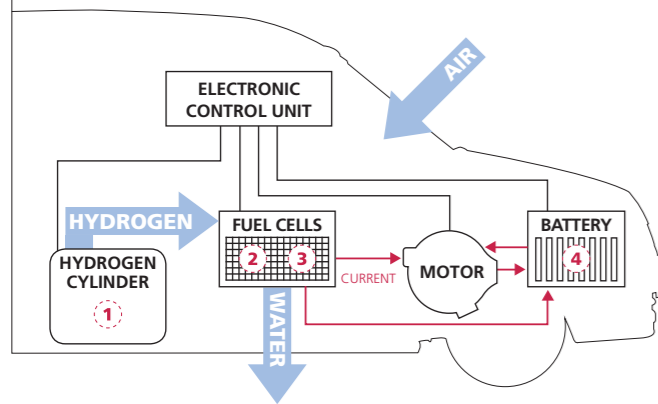 AIR
ELECTRONIC
CONTROL UNIT
HYDROGEN
FUEL CELLS
BATTERY
2
3
4
HYDROGEN
CYLINDER
MOTOR
CURRENT
1
WATER